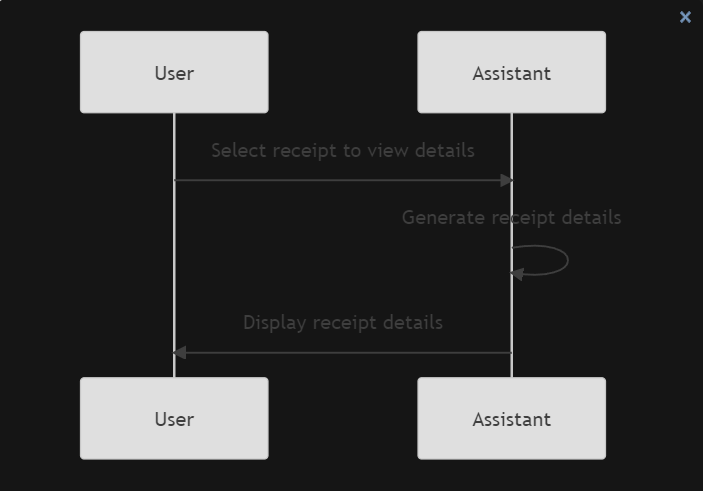 User
Assistant
Select receipt to view details
Generate receipt details
Display receipt details
User
Assistant